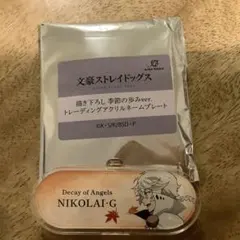 文豪ストレイドッグス
描き下ろし 季節の歩みver.
トレーディングアクリルネームプレート
Decay of Angels
NIKOLAI・G